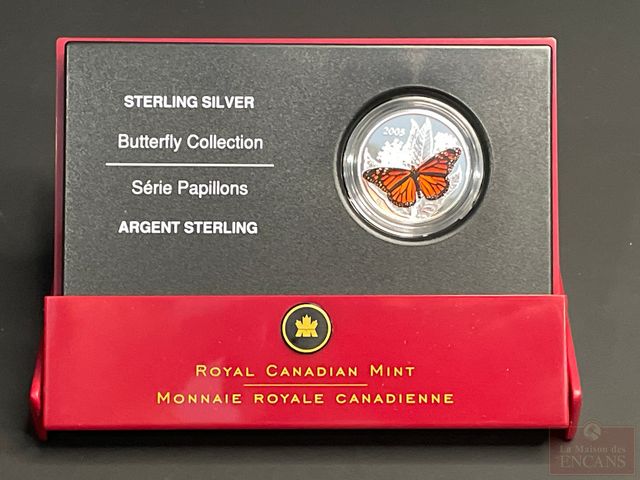 STERLING SILVER
Butterfly Collection
Série Papillons
ARGENT STERLING
2005
ROYAL CANADIAN MINT
MONNAIE ROYALE CANADIENNE
La Maison des
ENCANS